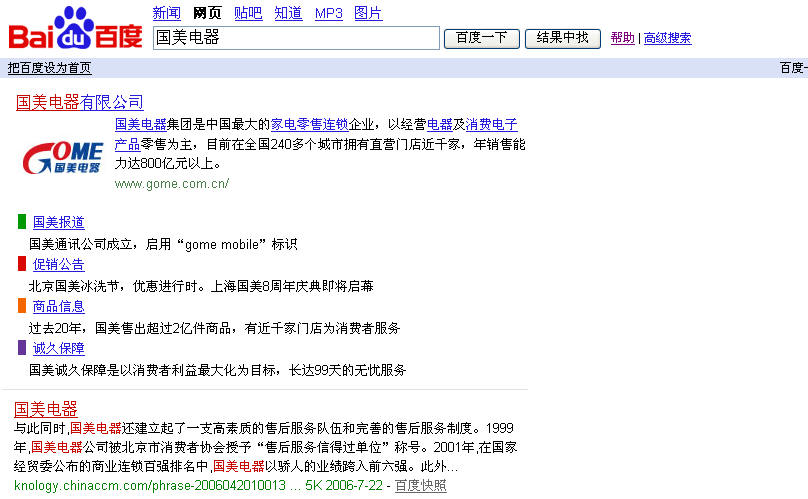 新闻 网页 贴吧 知道 MP3 图片
Bai du 百度
国美电器 百度一下 结果中找 帮助 | 高级搜索
把百度设为首页 百度一
国美电器有限公司
GOME
国美电器
国美电器集团是中国最大的家电零售连锁企业，以经营电器及消费电子
产品零售为主，目前在全国240多个城市拥有直营门店近千家，年销售能
力达800亿元以上。
www.gome.com.cn/
国美报道
国美通讯公司成立，启用“gome mobile”标识
促销公告
北京国美冰洗节，优惠进行时。上海国美8周年庆典即将启幕
商品信息
过去20年，国美售出超过2亿件商品，有近千家门店为消费者服务
诚久保障
国美诚久保障是以消费者利益最大化为目标，长达99天的无忧服务
国美电器
与此同时,国美电器还建立起了一支高素质的售后服务队伍和完善的售后服务制度。1999
年,国美电器公司被北京市消费者协会授予“售后服务信得过单位”称号。2001年,在国家
经贸委公布的商业连锁百强排名中,国美电器以骄人的业绩跨入前六强。此外...
knology.chinaccm.com/phrase-2006042010013 ... 5K 2006-7-22 - 百度快照